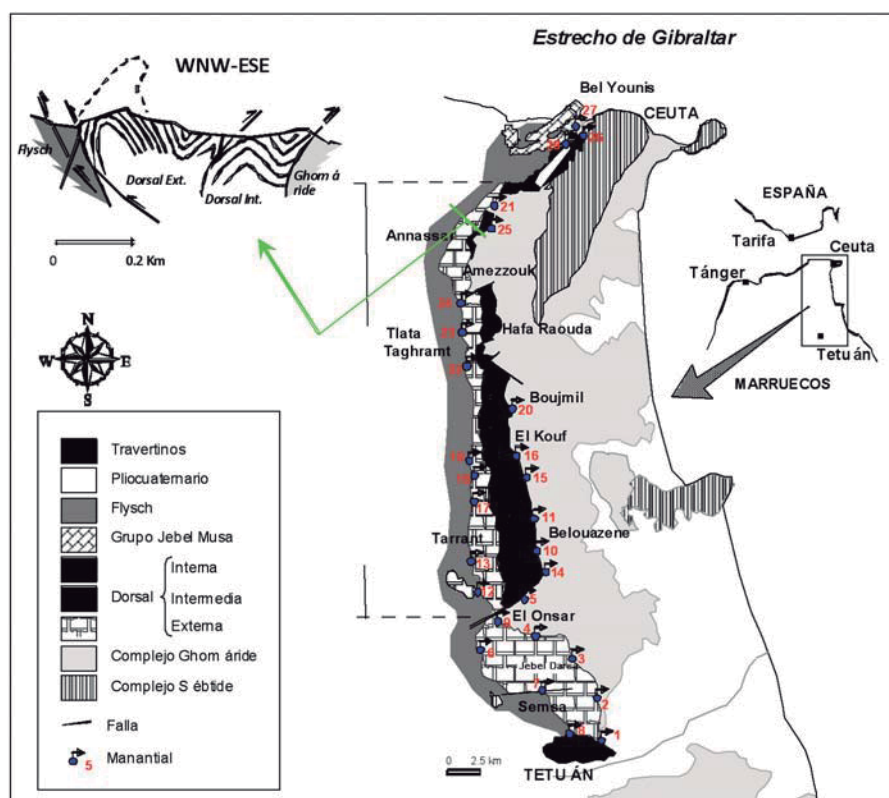 Estrecho de Gibraltar
WNW-ESE
Flysch
Dorsal Ext.
Dorsal Int.
Ghom á
ride
0
0.2 Km
Bel Younis
27
CEUTA
26
21
25
Annassar
Amezzouk
Hafa Raouda
Tlata
Taghramt
Boujmil
20
El Kouf
16
15
17
11
Tarrant
Belouazene
10
13
14
12
5
El Onsar
9
4
6
3
Jebel
7
2
Semsa
8
1
0 2.5 km
TETU ÁN
ESPAÑA
Tarifa
Ceuta
Tánger
Tetu án
MARRUECOS
N
W
E
S
Travertinos
Pliocuaternario
Flysch
Grupo Jebel Musa
Dorsal
Interna
Intermedia
Externa
Complejo Ghom áride
Complejo S ébtide
Falla
5
Manantial